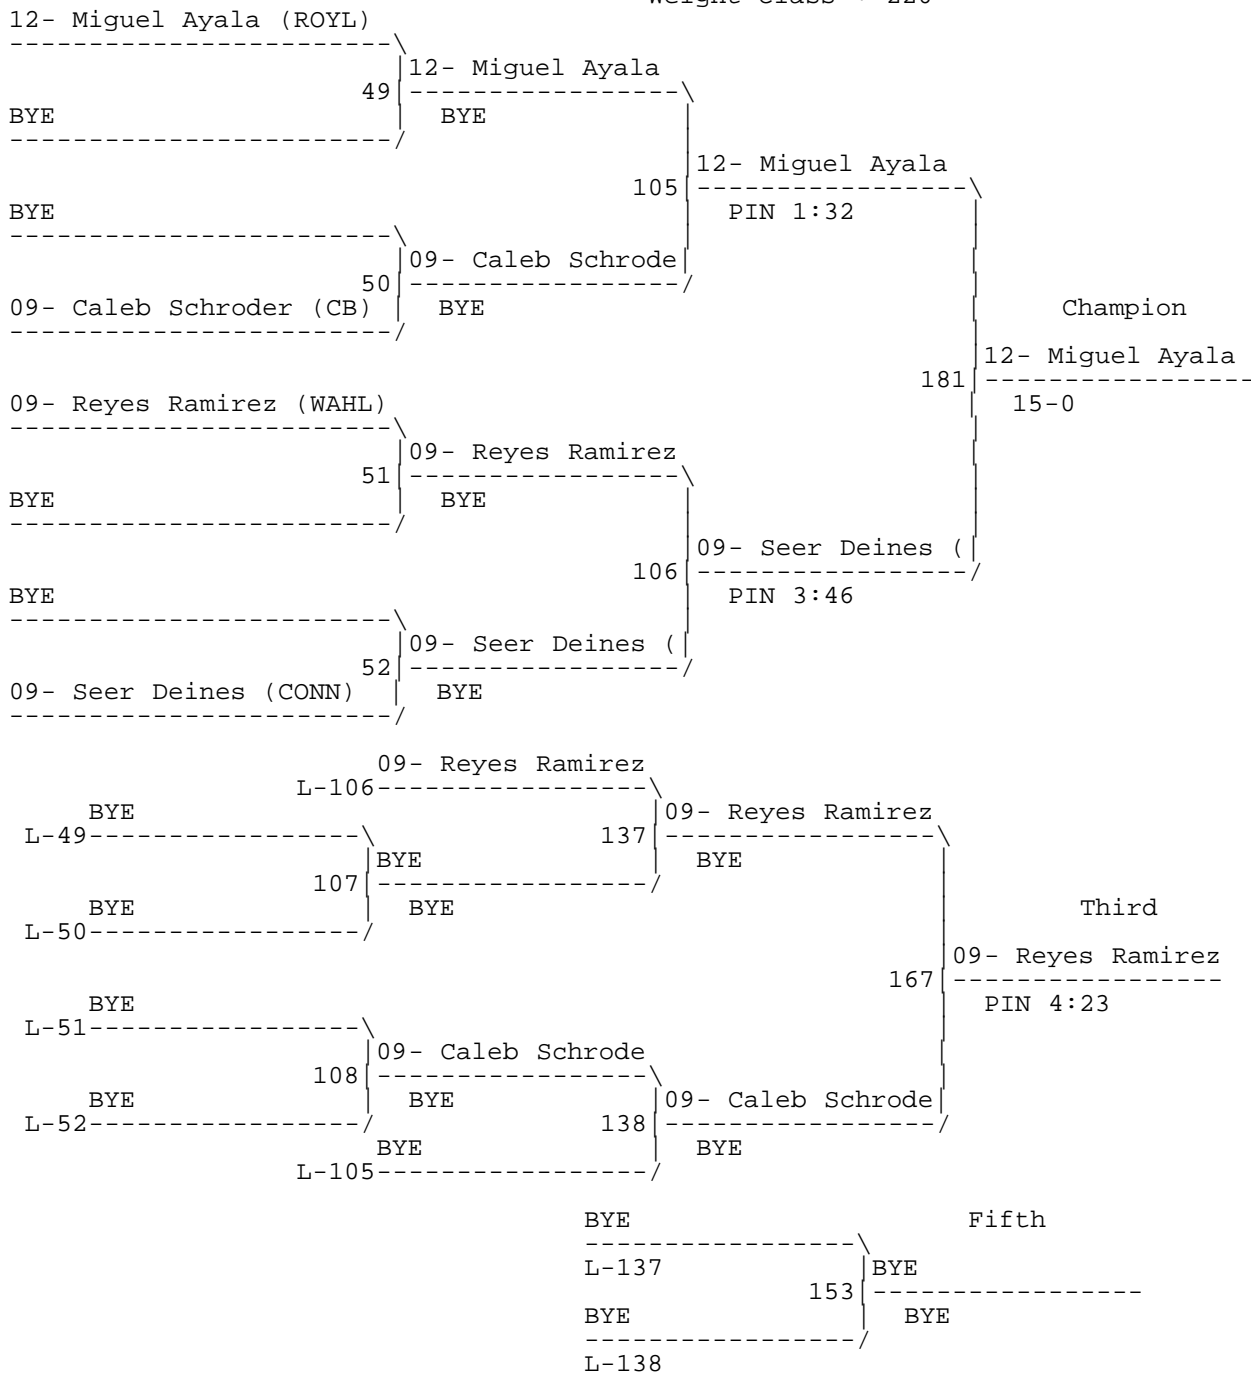 Weight Class : 220
12- Miguel Ayala (ROYL)
12- Miguel Ayala
49
BYE
BYE
12- Miguel Ayala
105
BYE
PIN 1:32
09- Caleb Schrode
50
09- Caleb Schroder (CB)
BYE
Champion
12- Miguel Ayala
181
09- Reyes Ramirez (WAHL)
15-0
09- Reyes Ramirez
51
BYE
BYE
09- Seer Deines (
106
BYE
PIN 3:46
09- Seer Deines (
52
09- Seer Deines (CONN)
BYE
09- Reyes Ramirez
L-106
BYE
09- Reyes Ramirez
L-49
137
BYE
BYE
107
BYE
BYE
Third
L-50
09- Reyes Ramirez
167
BYE
PIN 4:23
L-51
09- Caleb Schrode
108
BYE
BYE
09- Caleb Schrode
L-52
138
BYE
BYE
L-105
BYE
Fifth
L-137
BYE
153
BYE
BYE
L-138